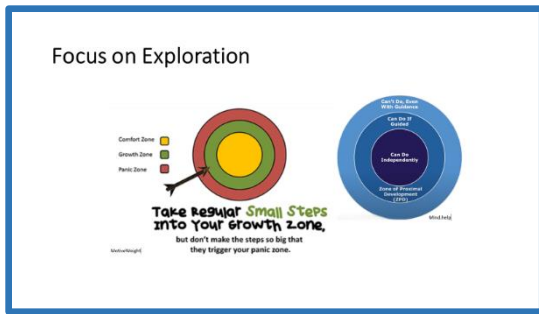 Focus on Exploration
Comfort Zone
Growth Zone
Panic Zone
Take Regular Small Steps
Into Your Growth Zone,
but don't make the steps so big that
they trigger your panic zone.
MotiveWeight
Can't Do, Even
With Guidance
Can Do If
Guided
Can Do
Independently
Zone of Proximal
Development
(ZPD)
Mind.help